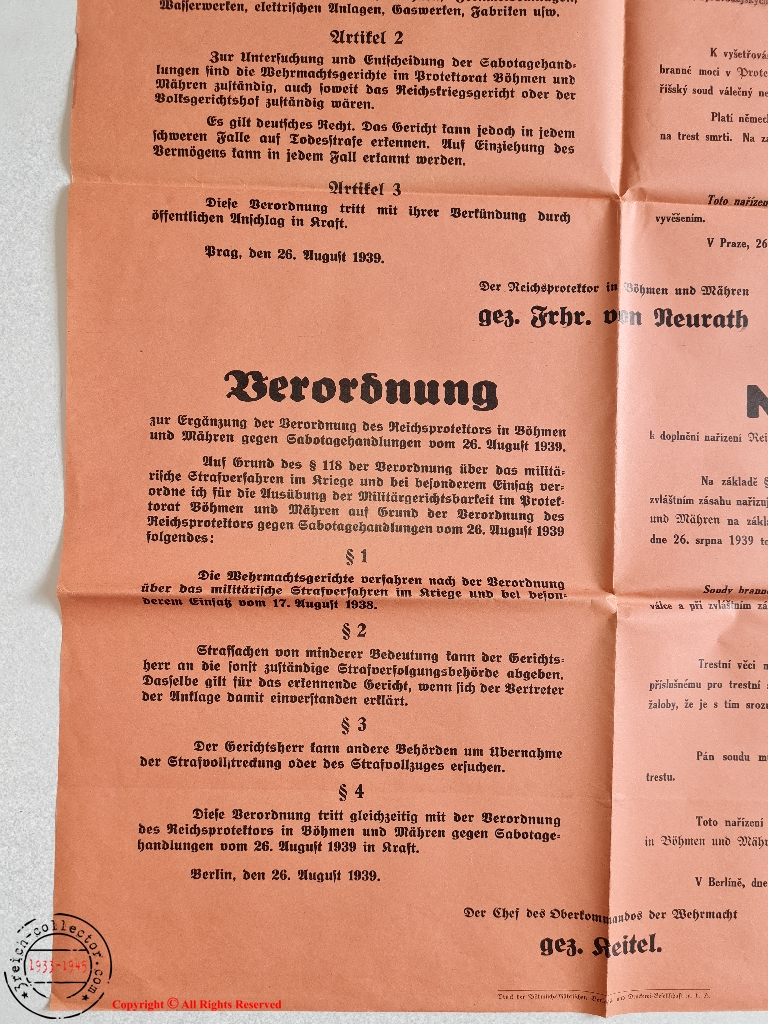 Wasserwerken, elektrischen Anlagen, Gaswerken, Fabriken usw.
Artikel 2
Zur Untersuchung und Entscheidung der Sabotagehand-
lungen sind die Wehrmachtsgerichte im Protektorat Böhmen und
Mähren zuständig, auch soweit das Reichskriegsgericht oder der
Volksgerichtshof zuständig wären.
Es gilt deutsches Recht. Das Gericht kann jedoch in jedem
schweren Falle auf Todesstrafe erkennen. Auf Einziehung des
Vermögens kann in jedem Fall erkannt werden.
Artikel 3
Diese Verordnung tritt mit ihrer Verkündung durch
öffentlichen Anschlag in Kraft.
Prag, den 26. August 1939.
Der Reichsprotektor in Böhmen und Mähren
gez. Frhr. von Neurath
Verordnung
zur Ergänzung der Verordnung des Reichsprotektors in Böhmen
und Mähren gegen Sabotagehandlungen vom 26. August 1939.
Auf Grund des § 118 der Verordnung über das militä-
rische Strafverfahren im Kriege und bei besonderem Einsatz ver-
ordne ich für die Ausübung der Militärgerichtsbarkeit im Protek-
torat Böhmen und Mähren auf Grund der Verordnung des
Reichsprotektors gegen Sabotagehandlungen vom 26. August 1939
folgendes:
§ 1
Die Wehrmachtsgerichte verfahren nach der Verordnung
über das militärische Strafverfahren im Kriege und bei beson-
derem Einsatz vom 17. August 1938.
§ 2
Strafsachen von minderer Bedeutung kann der Gerichts-
herr an die sonst zuständige Strafverfolgungsbehörde abgeben.
Dasselbe gilt für das erkennende Gericht, wenn sich der Vertreter
der Anklage damit einverstanden erklärt.
§ 3
Der Gerichtsherr kann andere Behörden um Übernahme
der Strafvollstreckung oder des Strafvollzuges ersuchen.
§ 4
Diese Verordnung tritt gleichzeitig mit der Verordnung
des Reichsprotektors in Böhmen und Mähren gegen Sabotage-
handlungen vom 26. August 1939 in Kraft.
Berlin, den 26. August 1939.
Der Chef des Oberkommandos der Wehrmacht
gez. Keitel.
K vyšetřová
branné moci v Prote
říšský soud válečný ne
Platí němec
na trest smrti. Na za
Toto nařízen
vyvěšením.
V Praze, 26
N
k doplnění nařízení Rei
Na základě §
zvláštním zásahu nařizuj
und Mähren na zákla
dne 26. srpna 1939 to
Soudy branne
válce a při zvláštním zá
Trestní věci m
příslušnému pro trestní s
žaloby, že je s tím srozu
Pán soudu mů
trestu.
Toto nařízení
in Böhmen und Mähr
V Berlíně, dne
3reich-collector.com
1933-1945
Copyright © All Rights Reserved